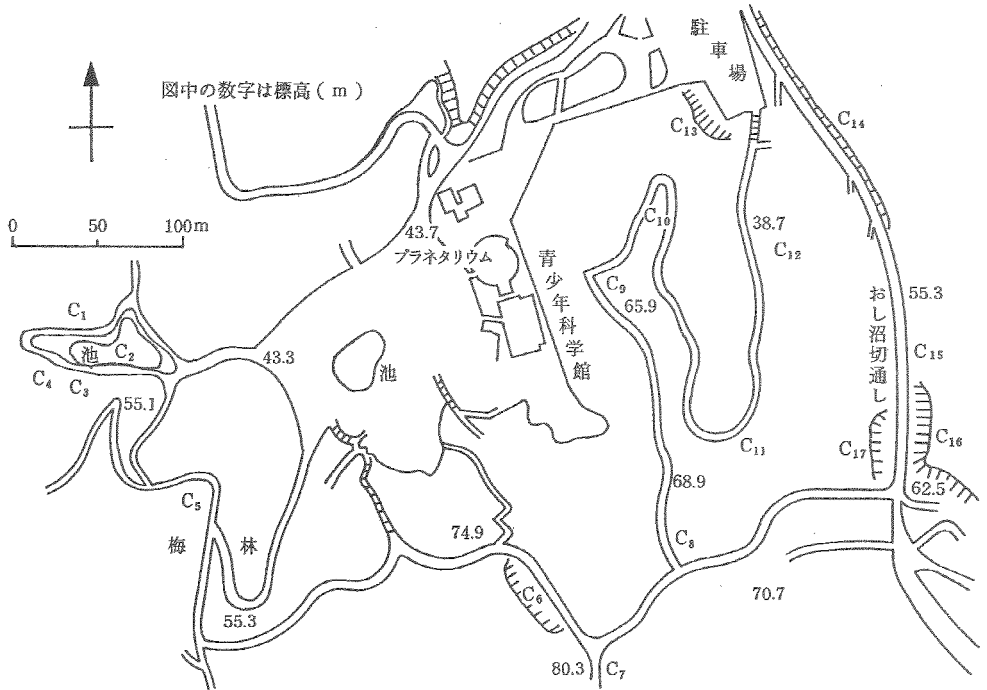 駐車場
図中の数字は標高(m)
C₁₃
C₁₄
0 50 100m
C₁₀
43.7
38.7
プラネタリウム
C₁₂
青少年科学館
C₉
65.9
おし沼切通し
55.3
C₁
池
C₂
43.3
池
C₁₅
C₄
C₃
55.1
C₁₁
C₁₇
C₁₆
C₅
68.9
62.5
梅林
74.9
C₈
C₆
70.7
55.3
80.3
C₇